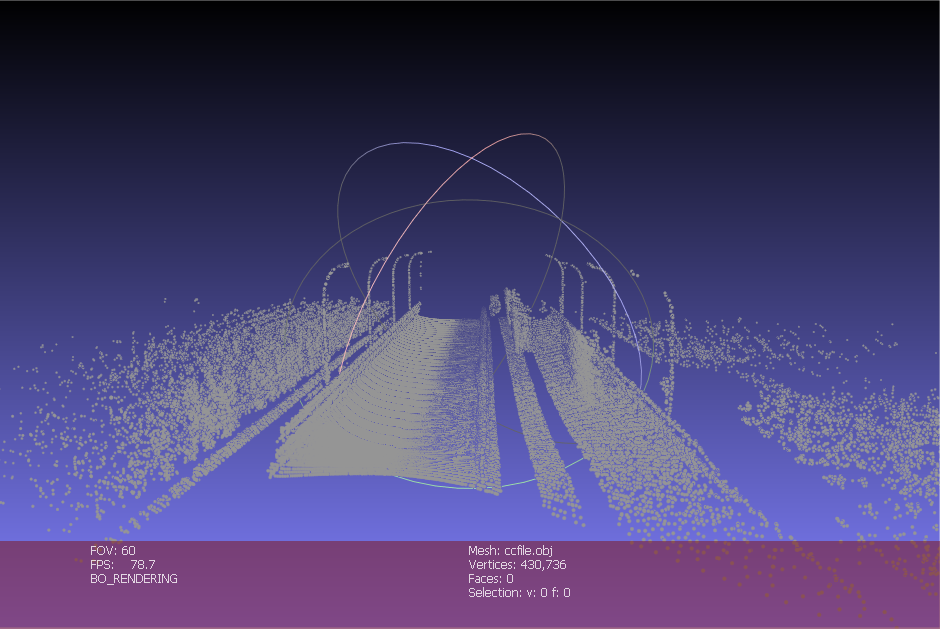 FOV: 60
FPS: 78.7
BO_RENDERING
Mesh: ccfile.obj
Vertices: 430,736
Faces: 0
Selection: v: 0 f: 0